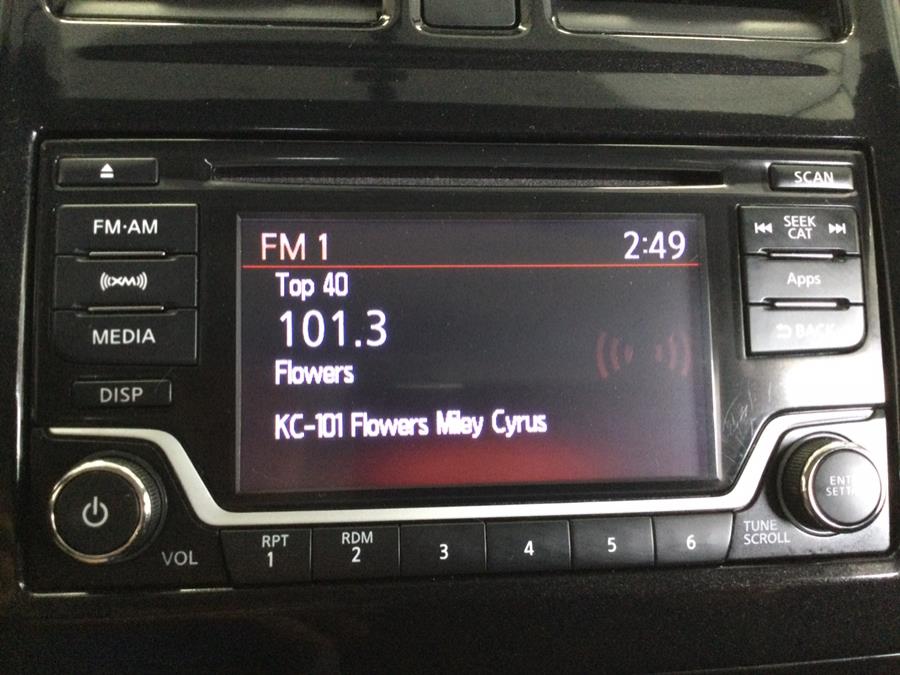 SCAN
FM·AM
SEEK
CAT
FM 1 2:49
Top 40
((XM))
Apps
101.3
MEDIA
BACK
Flowers
DISP
KC-101 Flowers Miley Cyrus
VOL
RPT
1
RDM
2
3
4
5
6
TUNE
SCROLL